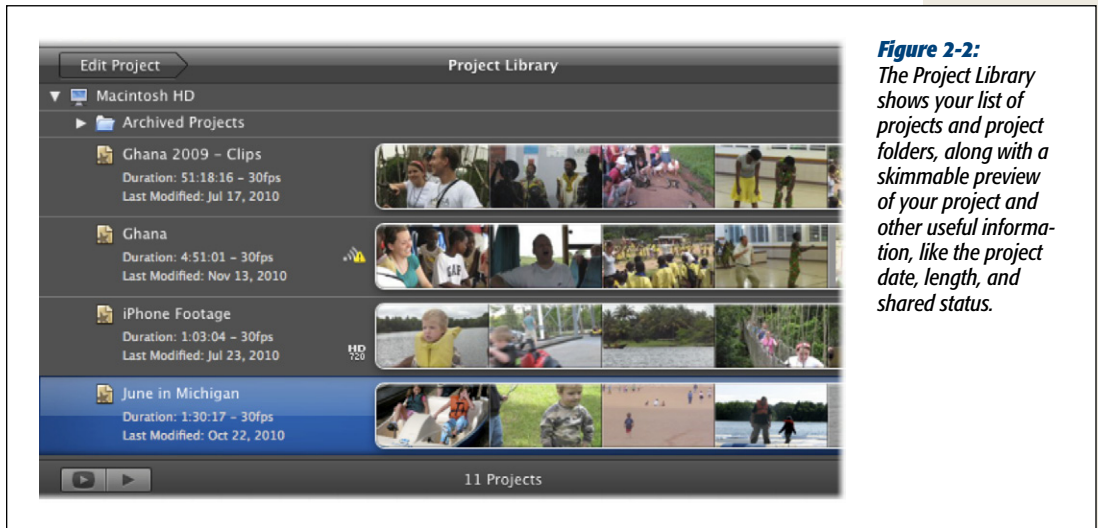 Edit Project
Project Library
Macintosh HD
Archived Projects
Ghana 2009 – Clips
Duration: 51:18:16 – 30fps
Last Modified: Jul 17, 2010
Ghana
Duration: 4:51:01 – 30fps
Last Modified: Nov 13, 2010
iPhone Footage
Duration: 1:03:04 – 30fps
Last Modified: Jul 23, 2010
HD
720
June in Michigan
Duration: 1:30:17 – 30fps
Last Modified: Oct 22, 2010
11 Projects
Figure 2-2:
The Project Library
shows your list of
projects and project
folders, along with a
skimmable preview
of your project and
other useful informa-
tion, like the project
date, length, and
shared status.